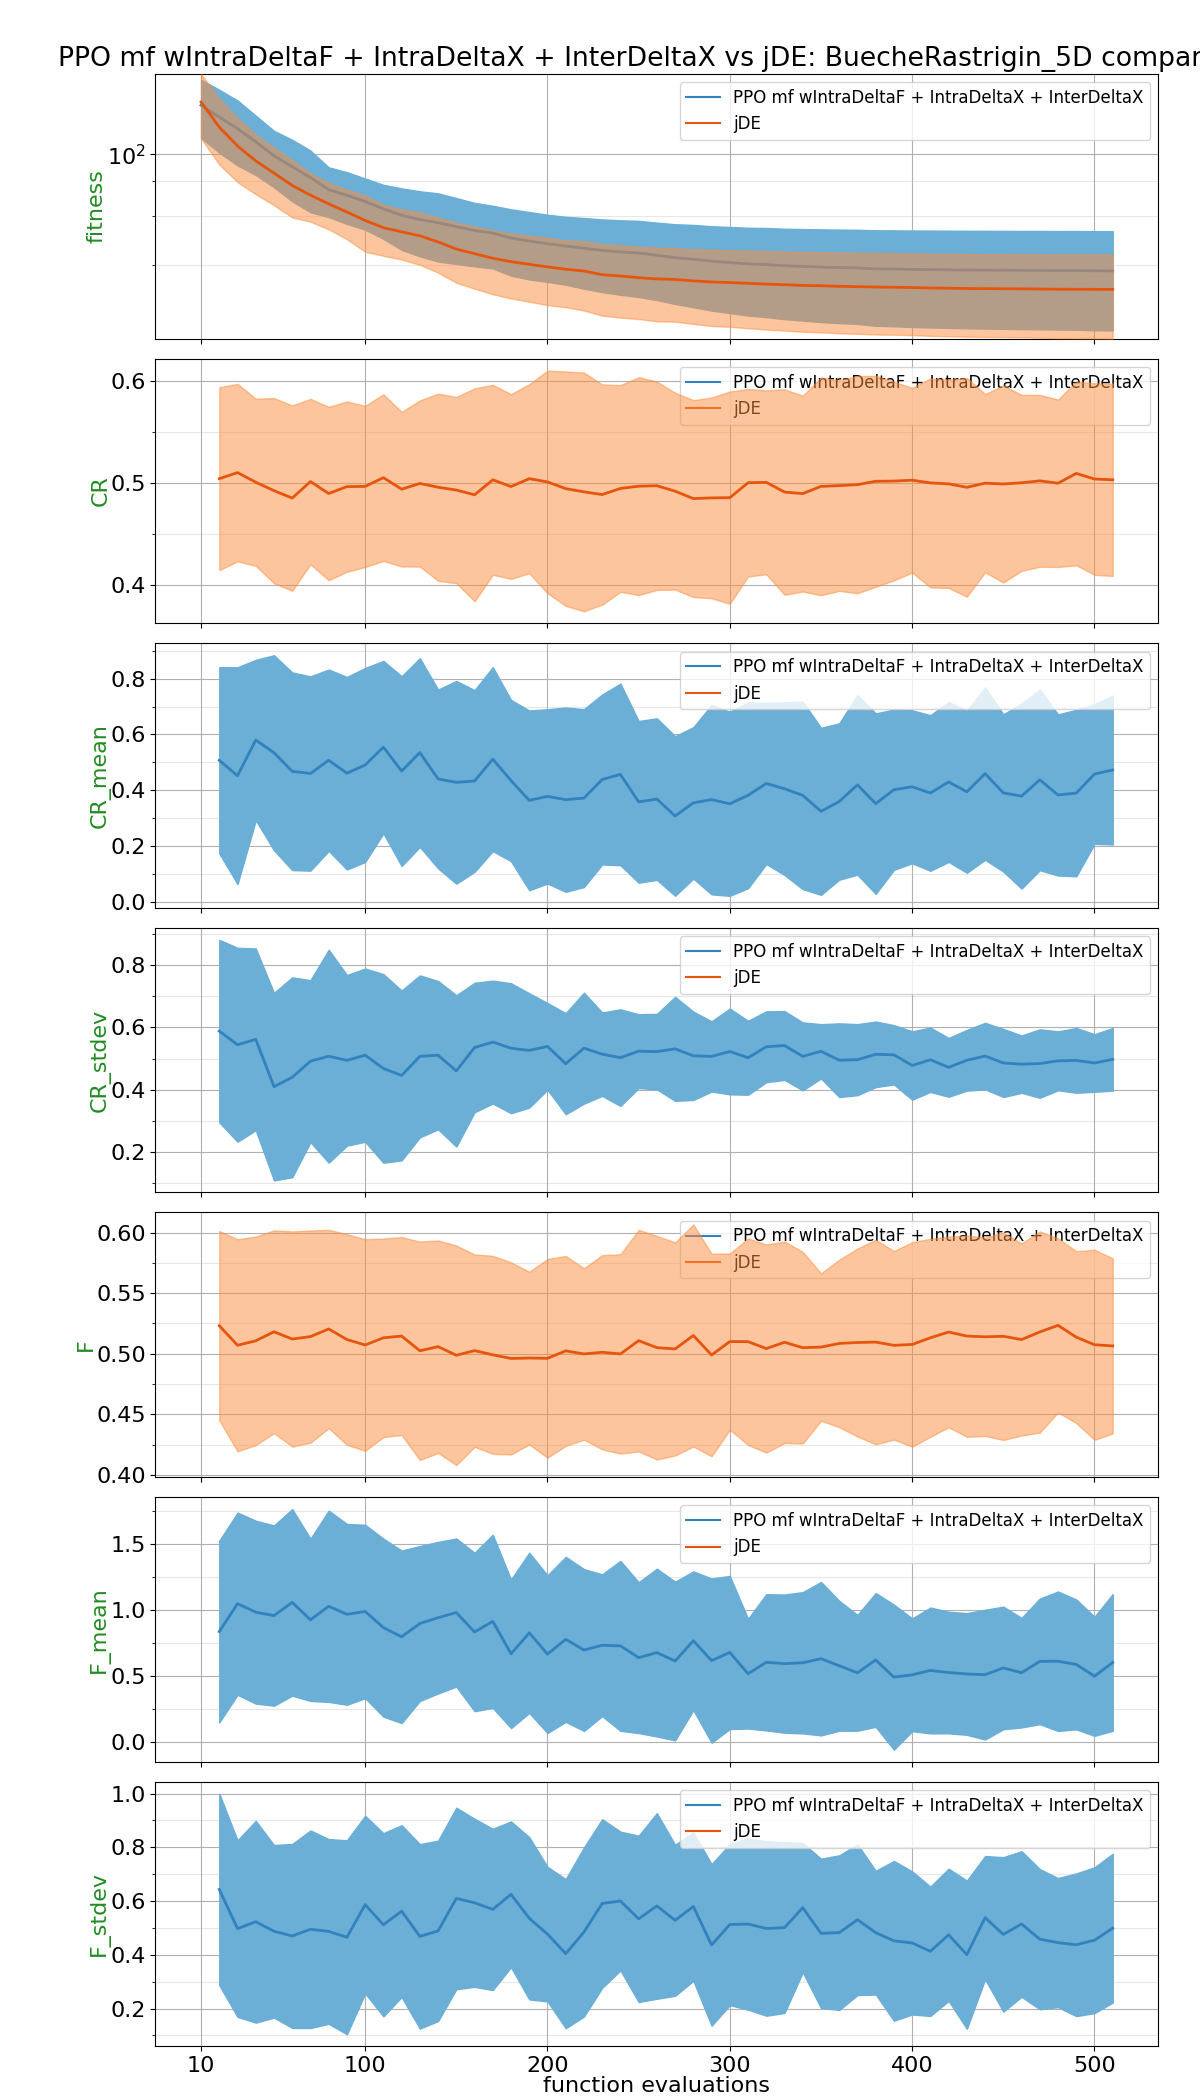 PPO mf wIntraDeltaF + IntraDeltaX + InterDeltaX vs jDE: BuecheRastrigin_5D compar
PPO mf wIntraDeltaF + IntraDeltaX + InterDeltaX
jDE
10²
fitness
PPO mf wIntraDeltaF + IntraDeltaX + InterDeltaX
jDE
0.6
0.5
0.4
CR
PPO mf wIntraDeltaF + IntraDeltaX + InterDeltaX
jDE
0.8
0.6
0.4
0.2
0.0
CR_mean
PPO mf wIntraDeltaF + IntraDeltaX + InterDeltaX
jDE
0.8
0.6
0.4
0.2
CR_stdev
PPO mf wIntraDeltaF + IntraDeltaX + InterDeltaX
jDE
0.60
0.55
0.50
0.45
0.40
F
PPO mf wIntraDeltaF + IntraDeltaX + InterDeltaX
jDE
1.5
1.0
0.5
0.0
F_mean
PPO mf wIntraDeltaF + IntraDeltaX + InterDeltaX
jDE
1.0
0.8
0.6
0.4
0.2
F_stdev
10 100 200 300 400 500
function evaluations